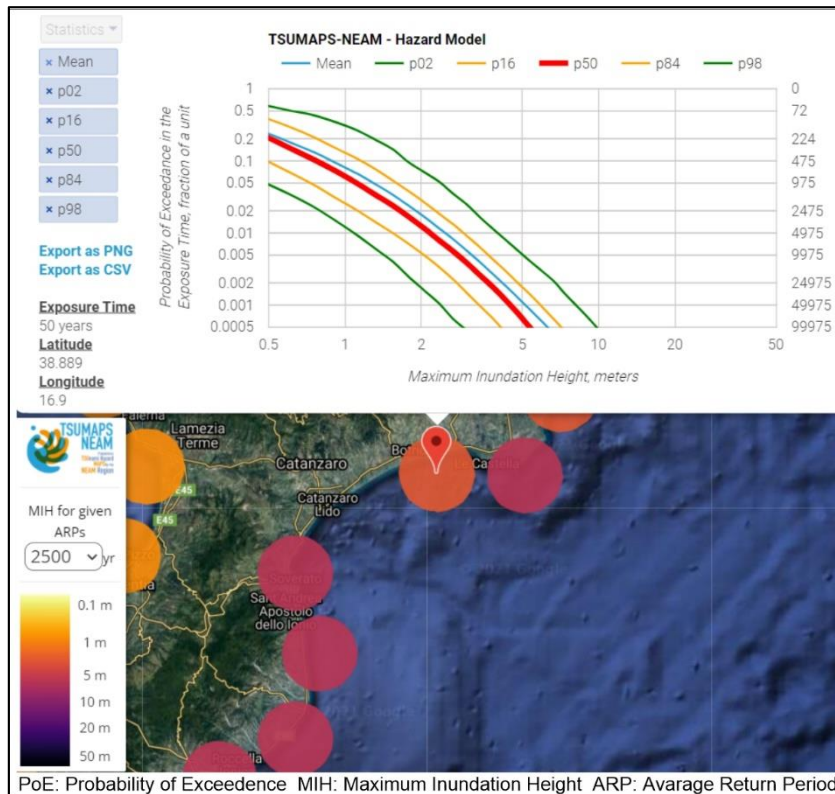 Statistics
TSUMAPS-NEAM - Hazard Model
× Mean
× p02
× p16
× p50
× p84
× p98
Export as PNG
Export as CSV
Exposure Time
50 years
Latitude
38.889
Longitude
16.9
Mean p02 p16 p50 p84 p98
Probability of Exceedance in the
Exposure Time, fraction of a unit
1 0
0.5 72
0.2 224
0.1 475
0.05 975
0.02 2475
0.01 4975
0.005 9975
0.002 24975
0.001 49975
0.0005 99975
0.5 1 2 5 10 20 50
Maximum Inundation Height, meters
TSUMAPS
NEAM
MIH for given
ARPs
2500 yr
0.1 m
1 m
5 m
10 m
20 m
50 m
Lamezia
Terme
E45
E45
Catanzaro
Catanzaro
Lido
Le Castella
Soverato
Sant'Andrea
Apostolo
dello Ionio
Roccella
PoE: Probability of Exceedence MIH: Maximum Inundation Height ARP: Avarage Return Period